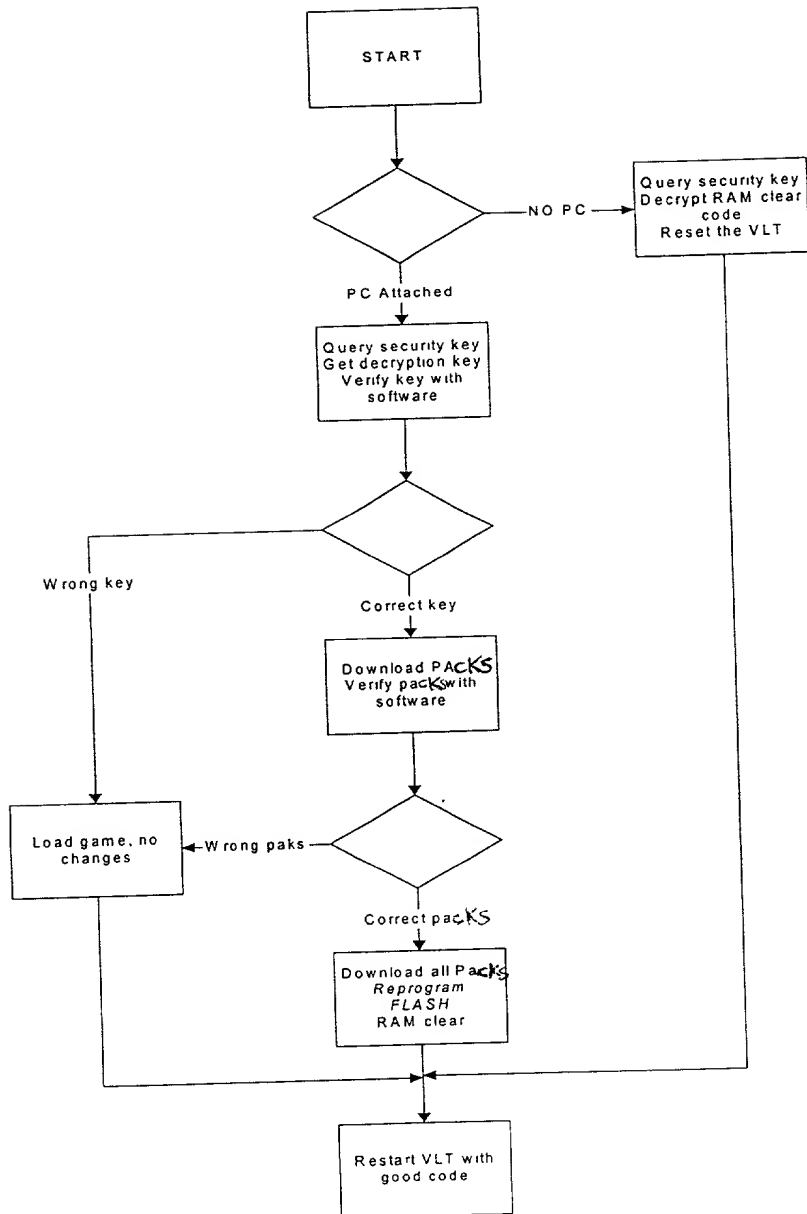 START
NO PC
Query security key
Decrypt RAM clear
code
Reset the VLT
PC Attached
Query security key
Get decryption key
Verify key with
software
Wrong key
Correct key
Download PAcKS
Verify packs with
software
Load game, no
changes
Wrong paks
Correct pacKS
Download all Packs
Reprogram
FLASH
RAM clear
Restart VLT with
good code